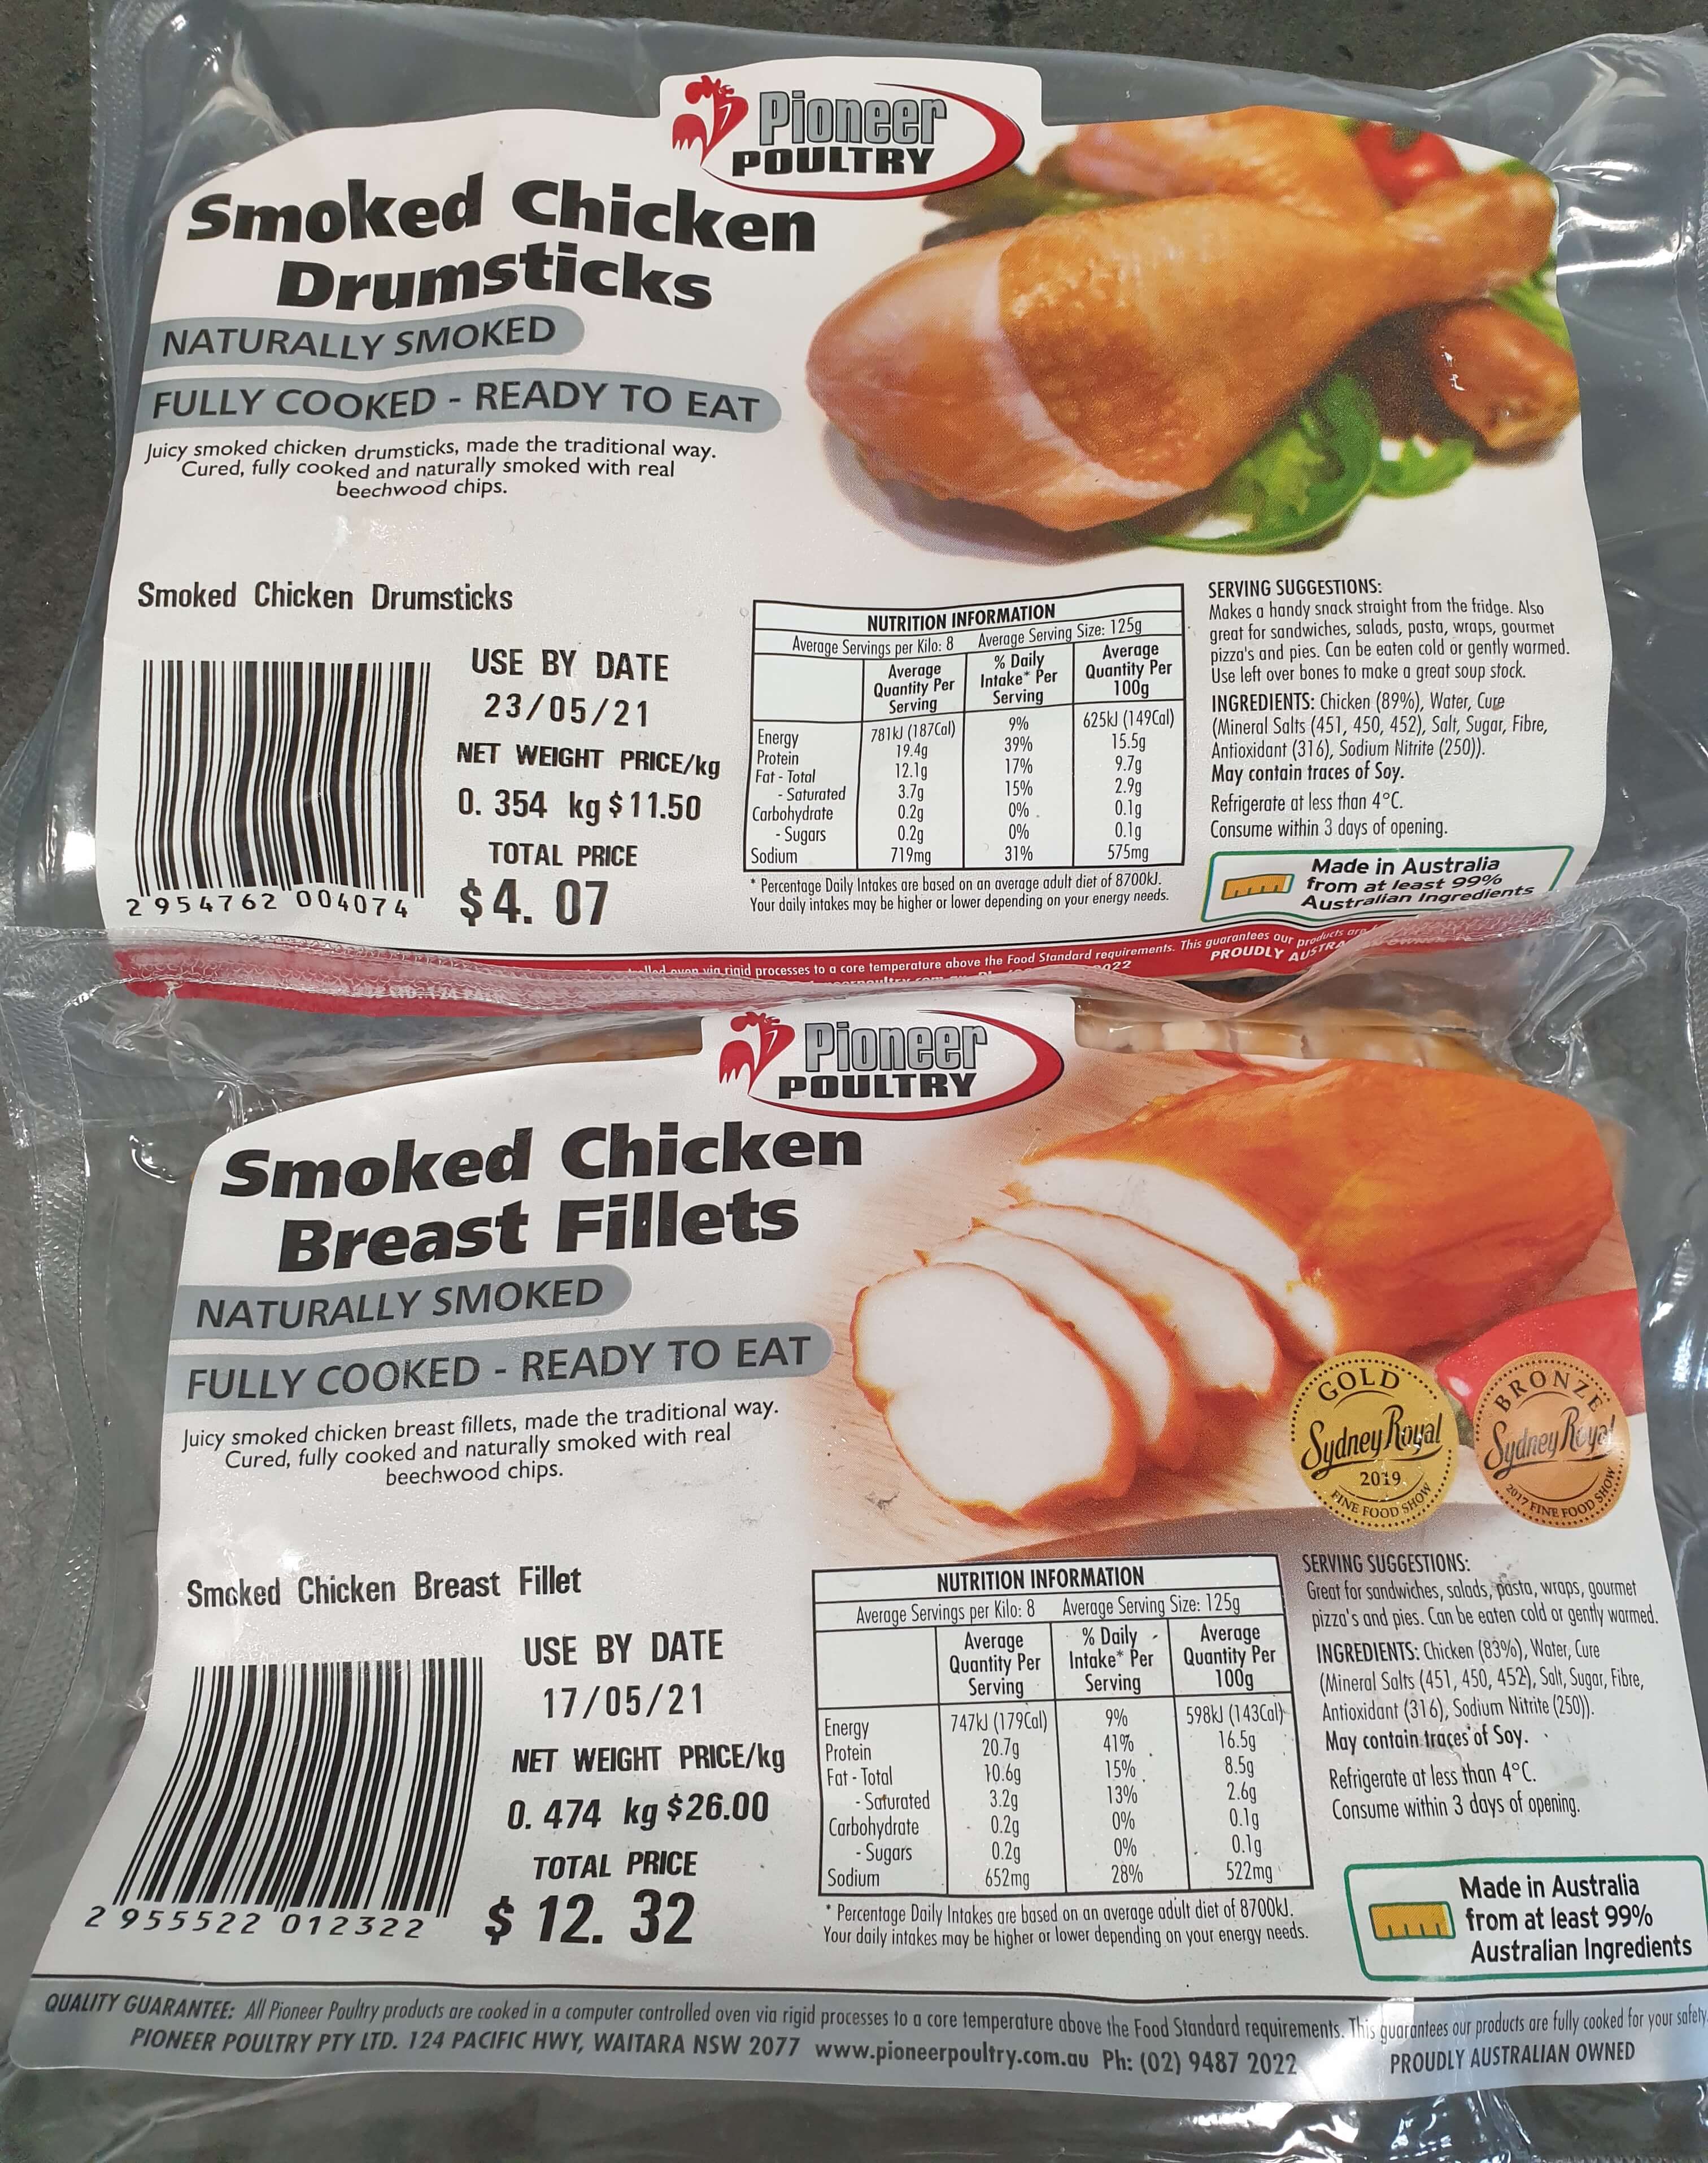 Pioneer
POULTRY
Smoked Chicken
Drumsticks
NATURALLY SMOKED
FULLY COOKED - READY TO EAT
Juicy smoked chicken drumsticks, made the traditional way.
Cured, fully cooked and naturally smoked with real
beechwood chips.
Smoked Chicken Drumsticks
USE BY DATE
23/05/21
NET WEIGHT PRICE/kg
0. 354 kg $11.50
TOTAL PRICE
$4. 07
2 954762 004074
NUTRITION INFORMATION
Average Servings per Kilo: 8 Average Serving Size: 125g
Average Quantity Per Serving % Daily Intake* Per Serving Average Quantity Per 100g
Energy 781kJ (187Cal) 9% 625kJ (149Cal)
Protein 19.4g 39% 15.5g
Fat - Total 12.1g 17% 9.7g
- Saturated 3.7g 15% 2.9g
Carbohydrate 0.2g 0% 0.1g
- Sugars 0.2g 0% 0.1g
Sodium 719mg 31% 575mg
* Percentage Daily Intakes are based on an average adult diet of 8700kJ.
Your daily intakes may be higher or lower depending on your energy needs.
SERVING SUGGESTIONS:
Makes a handy snack straight from the fridge. Also
great for sandwiches, salads, pasta, wraps, gourmet
pizza's and pies. Can be eaten cold or gently warmed.
Use left over bones to make a great soup stock.
INGREDIENTS: Chicken (89%), Water, Cure
(Mineral Salts (451, 450, 452), Salt, Sugar, Fibre,
Antioxidant (316), Sodium Nitrite (250)).
May contain traces of Soy.
Refrigerate at less than 4°C.
Consume within 3 days of opening.
Made in Australia
from at least 99%
Australian Ingredients
oven via rigid processes to a core temperature above the Food Standard requirements. This guarantees our products are
PROUDLY
Pioneer
POULTRY
Smoked Chicken
Breast Fillets
NATURALLY SMOKED
FULLY COOKED - READY TO EAT
Juicy smoked chicken breast fillets, made the traditional way.
Cured, fully cooked and naturally smoked with real
beechwood chips.
GOLD
Sydney Royal
2019
FINE FOOD SHOW
BRONZE
Sydney Royal
2017 FINE FOOD SHOW
Smoked Chicken Breast Fillet
USE BY DATE
17/05/21
NET WEIGHT PRICE/kg
0. 474 kg $26.00
TOTAL PRICE
$ 12. 32
2 955522 012322
NUTRITION INFORMATION
Average Servings per Kilo: 8 Average Serving Size: 125g
Average Quantity Per Serving % Daily Intake* Per Serving Average Quantity Per 100g
Energy 747kJ (179Cal) 9% 598kJ (143Cal)
Protein 20.7g 41% 16.5g
Fat - Total 10.6g 15% 8.5g
- Saturated 3.2g 13% 2.6g
Carbohydrate 0.2g 0% 0.1g
- Sugars 0.2g 0% 0.1g
Sodium 652mg 28% 522mg
* Percentage Daily Intakes are based on an average adult diet of 8700kJ.
Your daily intakes may be higher or lower depending on your energy needs.
SERVING SUGGESTIONS:
Great for sandwiches, salads, pasta, wraps, gourmet
pizza's and pies. Can be eaten cold or gently warmed.
INGREDIENTS: Chicken (83%), Water, Cure
(Mineral Salts (451, 450, 452), Salt, Sugar, Fibre,
Antioxidant (316), Sodium Nitrite (250)).
May contain traces of Soy.
Refrigerate at less than 4°C.
Consume within 3 days of opening.
Made in Australia
from at least 99%
Australian Ingredients
QUALITY GUARANTEE: All Pioneer Poultry products are cooked in a computer controlled oven via rigid processes to a core temperature above the Food Standard requirements. This guarantees our products are fully cooked for your safety.
PIONEER POULTRY PTY LTD. 124 PACIFIC HWY, WAITARA NSW 2077 www.pioneerpoultry.com.au Ph: (02) 9487 2022 PROUDLY AUSTRALIAN OWNED